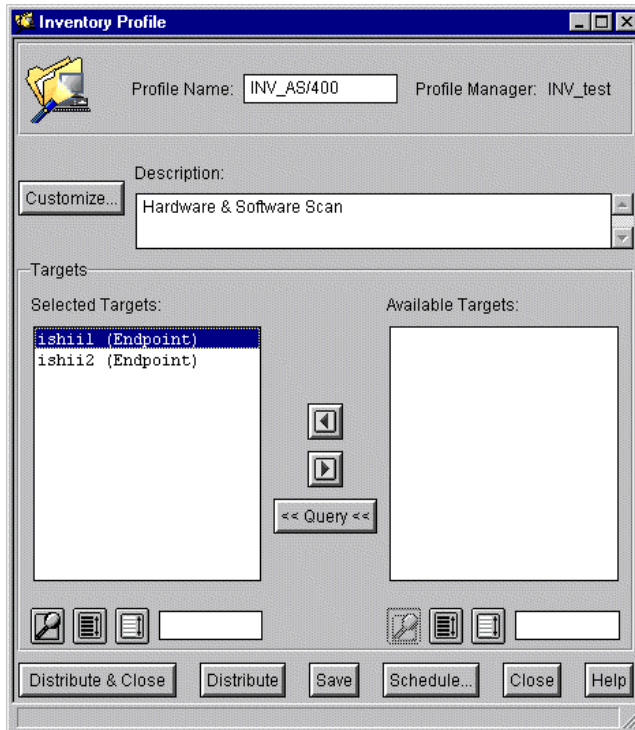 Inventory Profile
Profile Name: INV_AS/400 Profile Manager: INV_test
Description:
Customize...
Hardware & Software Scan
Targets
Selected Targets: Available Targets:
ishii1 (Endpoint)
ishii2 (Endpoint)
<< Query <<
Distribute & Close Distribute Save Schedule... Close Help